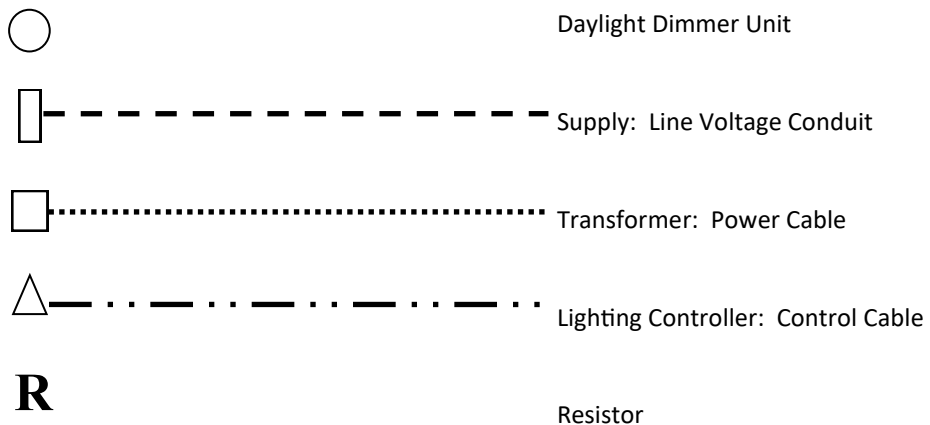 Daylight Dimmer Unit
Supply: Line Voltage Conduit
Transformer: Power Cable
Lighting Controller: Control Cable
R
Resistor